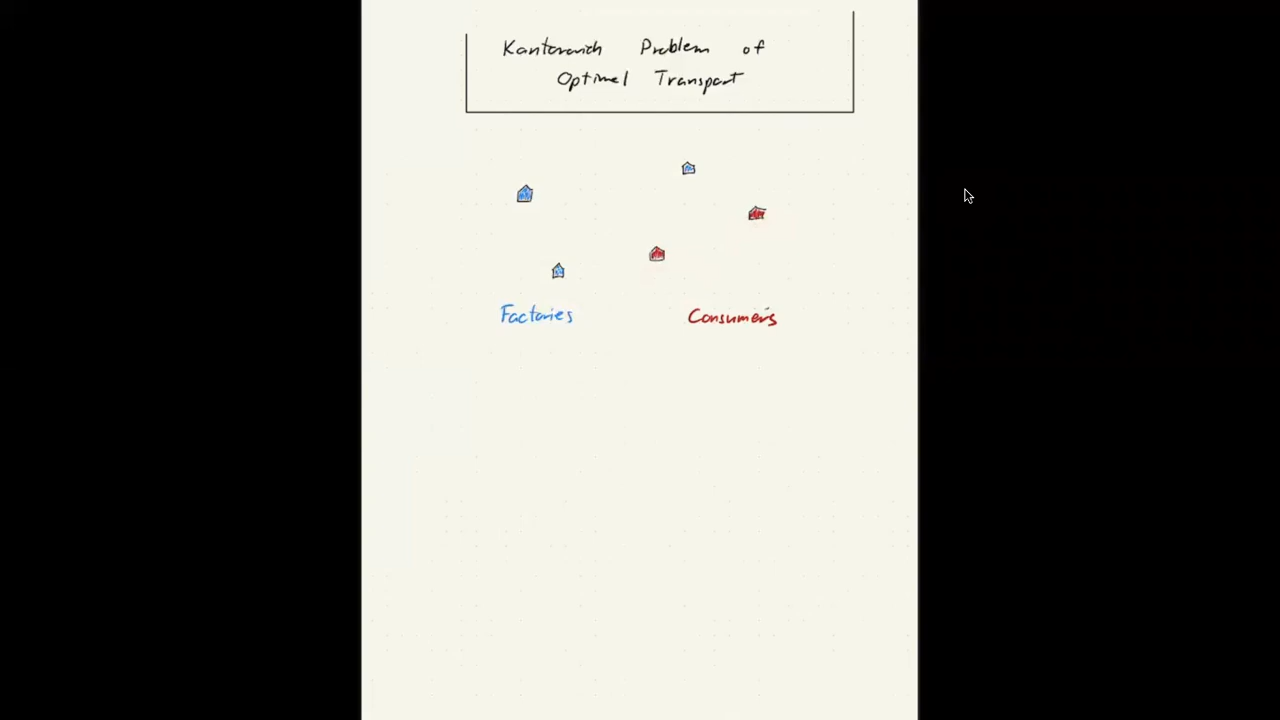 Kantorovich Problem of
Optimal Transport
Factories
Consumers